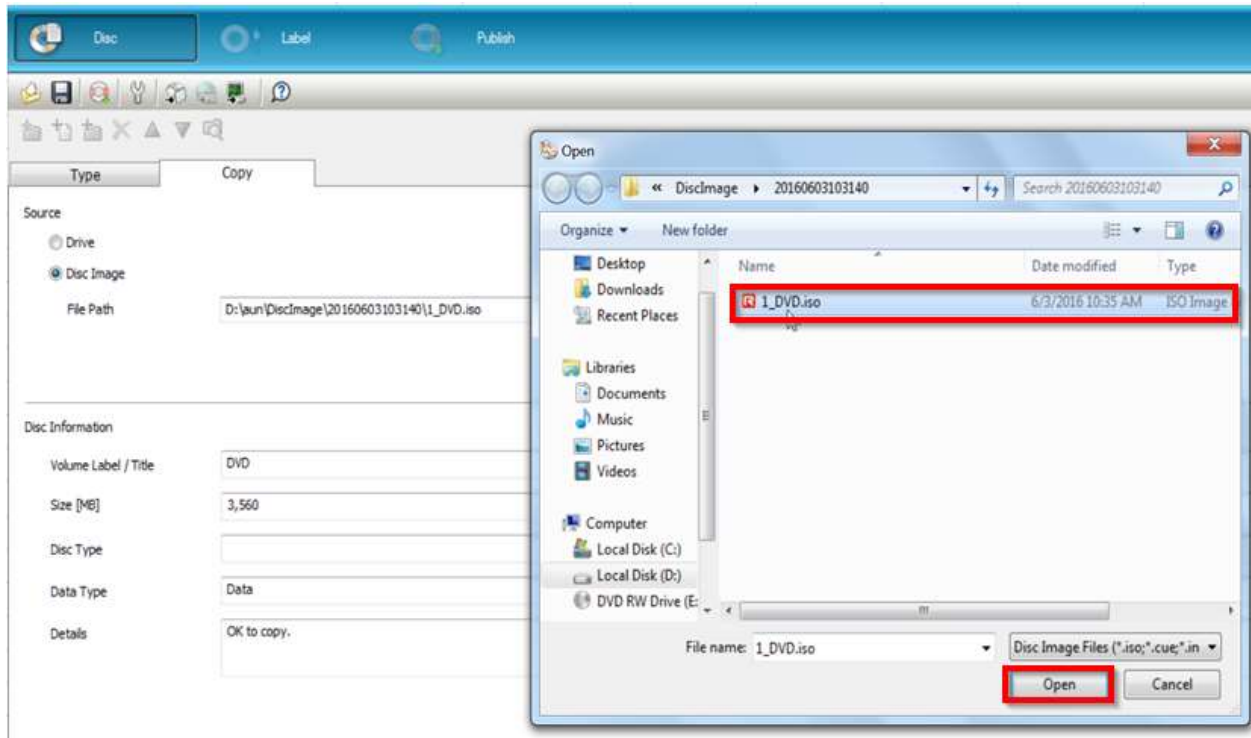 Disc
Label
Publish
Type
Copy
Source
Drive
Disc Image
File Path
D:\aun\DiscImage\20160603103140\1_DVD.iso
Disc Information
Volume Label / Title
DVD
Size [MB]
3,560
Disc Type
Data Type
Data
Details
OK to copy.
Open
« DiscImage 20160603103140
Search 20160603103140
Organize
New folder
Desktop
Downloads
Recent Places
Libraries
Documents
Music
Pictures
Videos
Computer
Local Disk (C:)
Local Disk (D:)
DVD RW Drive (E:
Name
Date modified
Type
1_DVD.iso
6/3/2016 10:35 AM
ISO Image
File name:
1_DVD.iso
Disc Image Files (*.iso;*.cue;*.in
Open
Cancel